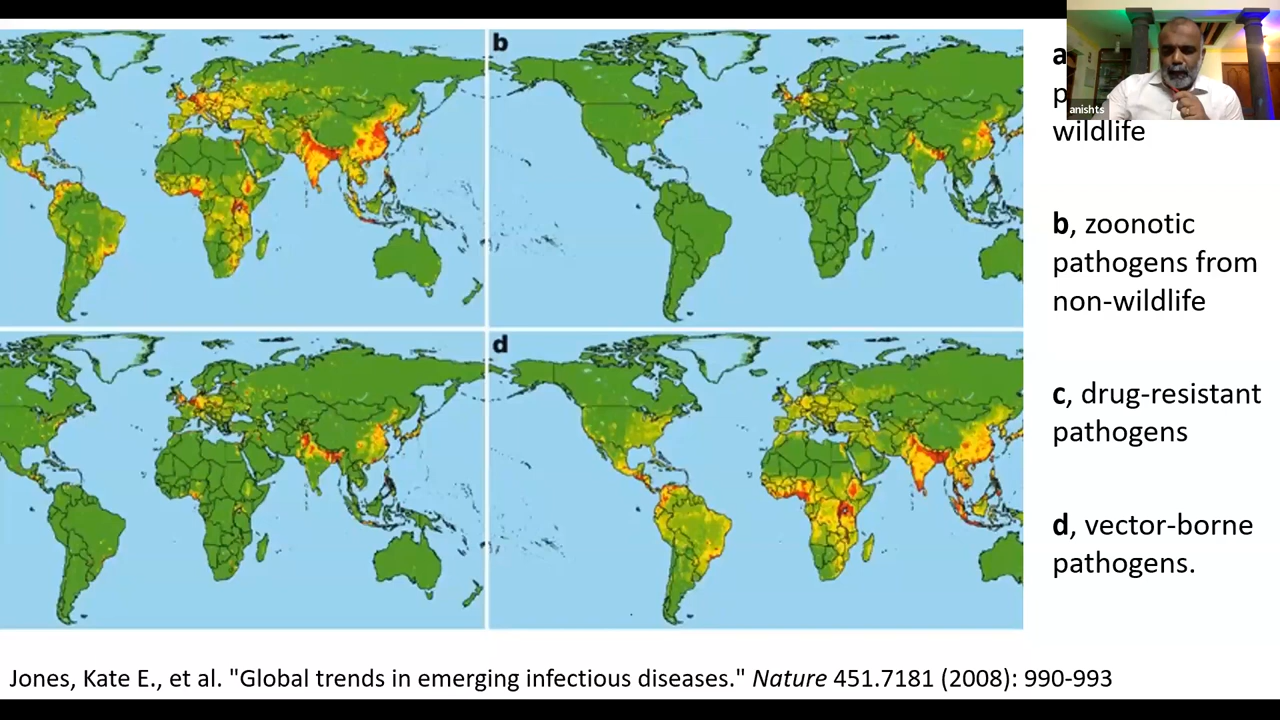 b
d
a
p
anishts
wildlife
b, zoonotic
pathogens from
non-wildlife
c, drug-resistant
pathogens
d, vector-borne
pathogens.
Jones, Kate E., et al. "Global trends in emerging infectious diseases." Nature 451.7181 (2008): 990-993